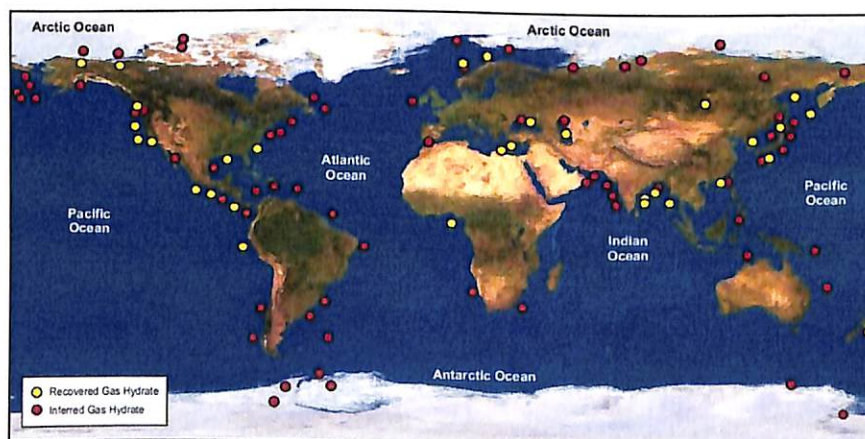 Arctic Ocean
Arctic Ocean
Atlantic
Ocean
Pacific
Ocean
Pacific
Ocean
Indian
Ocean
Antarctic Ocean
Recovered Gas Hydrate
Inferred Gas Hydrate